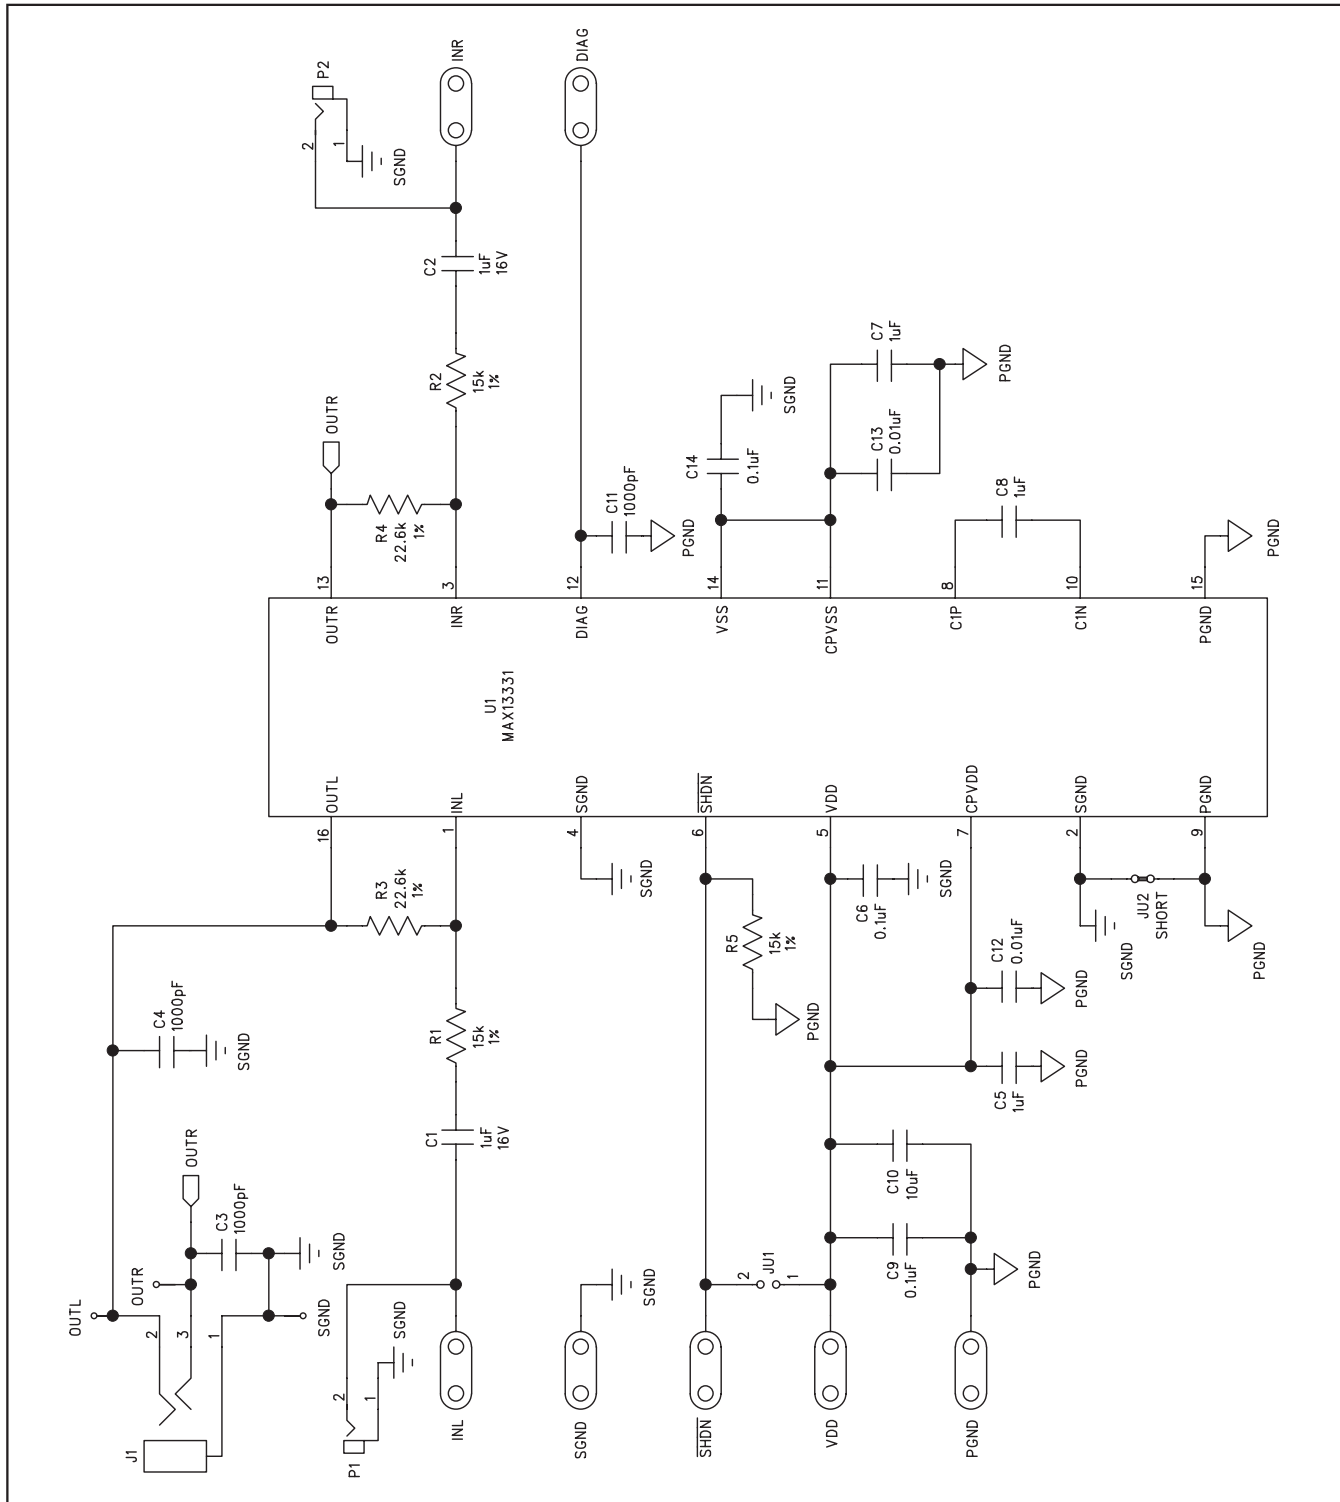 P2
2
1
SGND
INR
C2
1uF
16V
R2
15k
1%
OUTR
R4
22.6k
1%
DIAG
C11
1000pF
PGND
C14
0.1uF
SGND
C7
1uF
C13
0.01uF
PGND
C8
1uF
PGND
13
3
12
14
11
8
10
15
OUTR
INR
DIAG
VSS
CPVSS
C1P
C1N
PGND
U1
MAX13331
OUTL
INL
SGND
SHDN
VDD
CPVDD
SGND
PGND
16
1
4
6
5
7
2
9
R3
22.6k
1%
SGND
R5
15k
1%
PGND
C6
0.1uF
SGND
C12
0.01uF
PGND
C5
1uF
PGND
SGND
JU2
SHORT
PGND
C4
1000pF
SGND
R1
15k
1%
C1
1uF
16V
OUTR
C3
1000pF
SGND
OUTL
OUTR
SGND
2
3
1
J1
P1
2
1
SGND
INL
SGND
SGND
JU1
2
1
C10
10uF
C9
0.1uF
PGND
SHDN
VDD
PGND